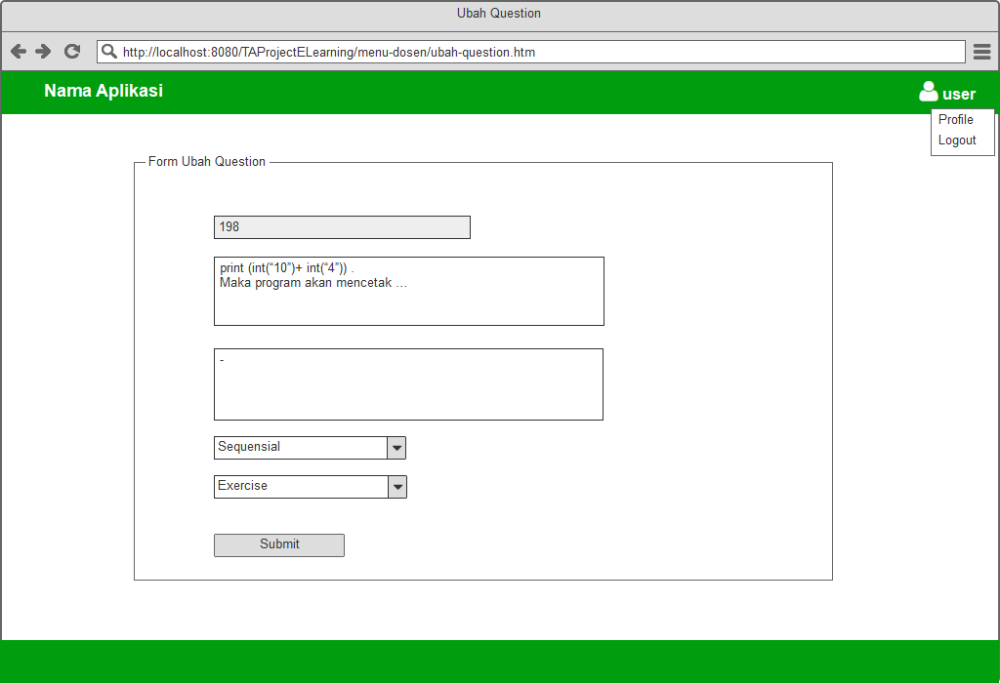 Ubah Question
http://localhost:8080/TAProjectELearning/menu-dosen/ubah-question.htm
Nama Aplikasi
user
Profile
Logout
Form Ubah Question
198
print (int(“10”)+ int(“4”)) .
Maka program akan mencetak …
-
Sequensial
Exercise
Submit